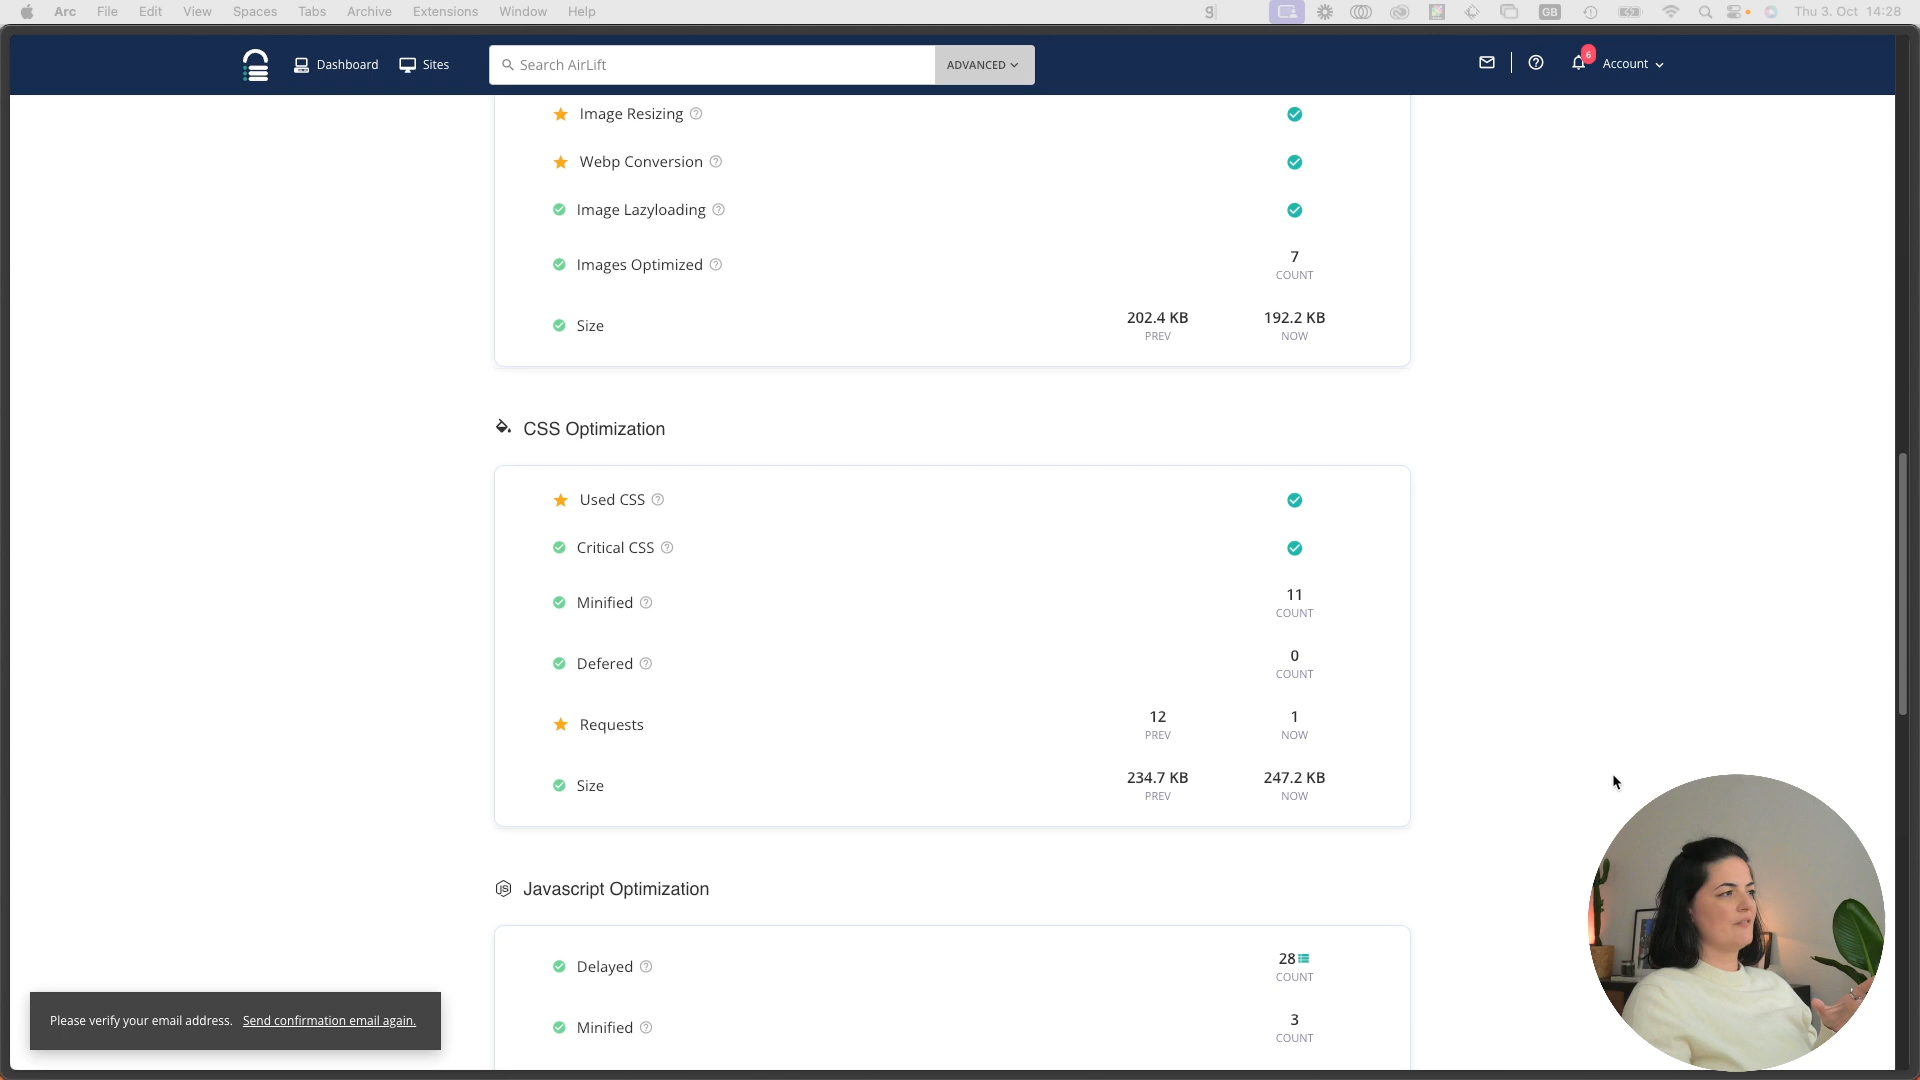 Arc File Edit View Spaces Tabs Archive Extensions Window Help
GB
Thu 3. Oct 14:28
Dashboard
Sites
Search AirLift
ADVANCED
6
Account
Image Resizing
Webp Conversion
Image Lazyloading
Images Optimized
7
COUNT
Size
202.4 KB
PREV
192.2 KB
NOW
CSS Optimization
Used CSS
Critical CSS
Minified
11
COUNT
Defered
0
COUNT
Requests
12
PREV
1
NOW
Size
234.7 KB
PREV
247.2 KB
NOW
JS
Javascript Optimization
Delayed
28
COUNT
Minified
3
COUNT
Please verify your email address. Send confirmation email again.